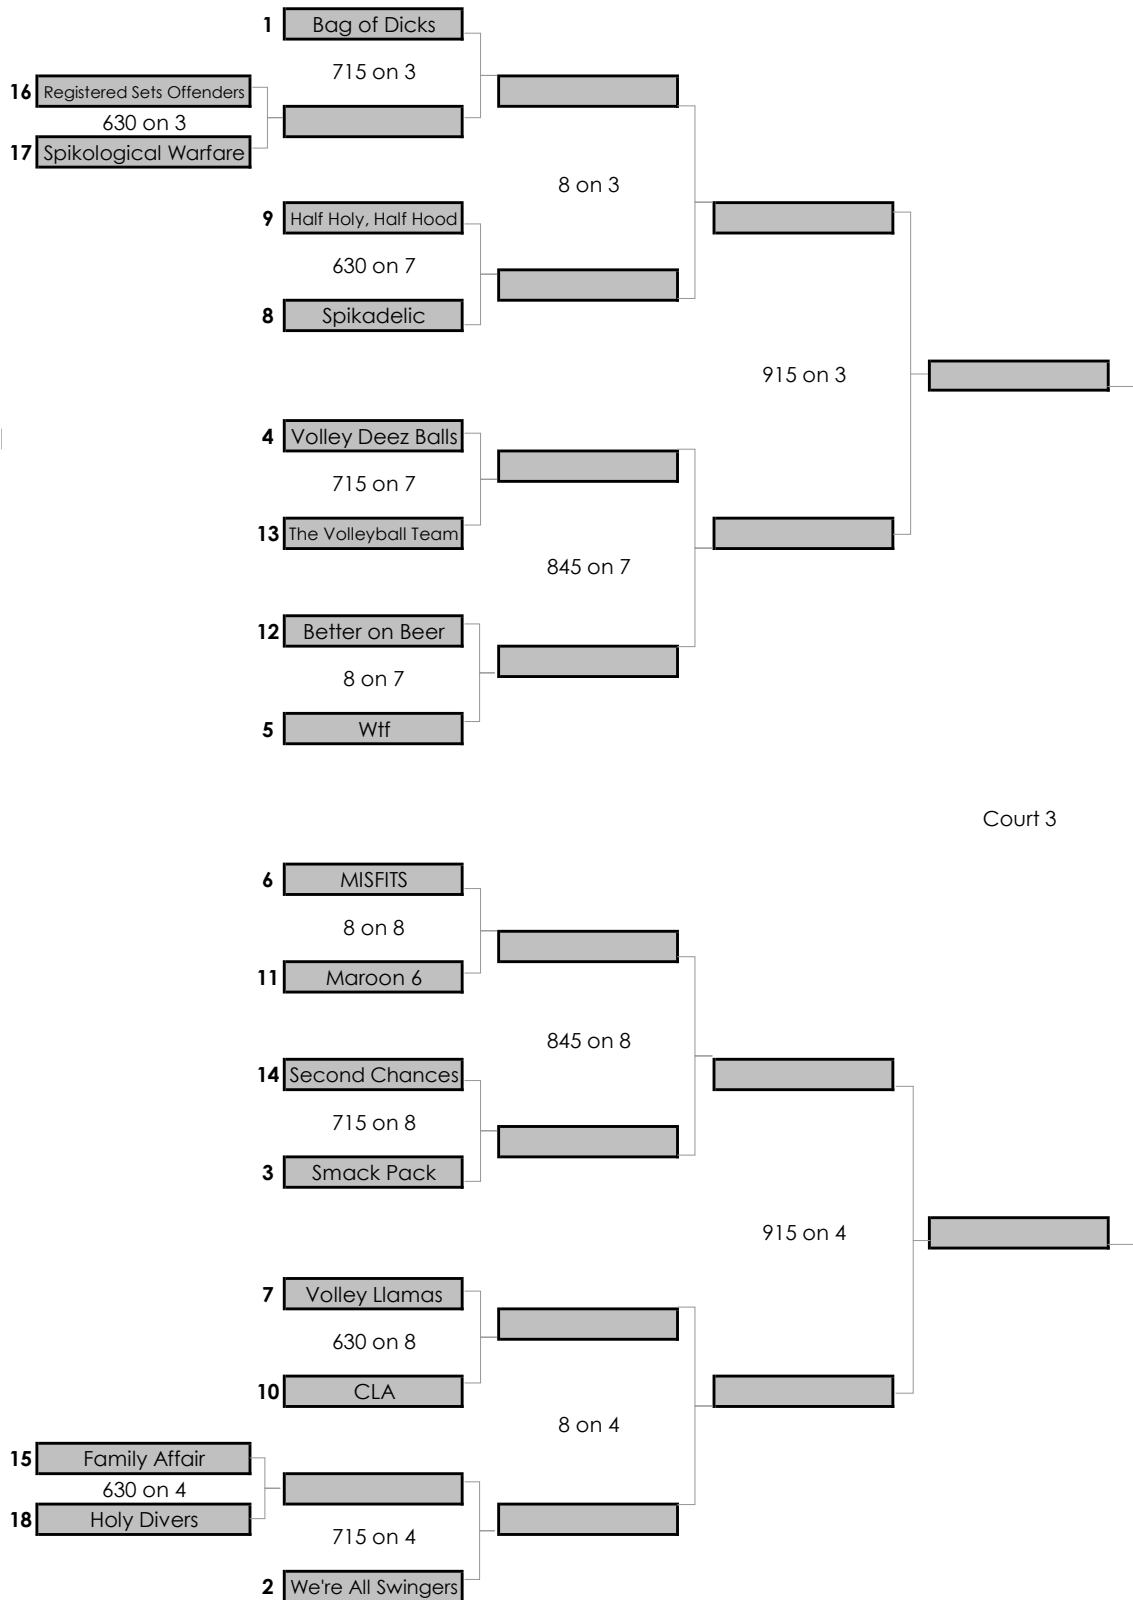 1 Bag of Dicks
715 on 3
16 Registered Sets Offenders
630 on 3
17 Spikological Warfare
8 on 3
9 Half Holy, Half Hood
630 on 7
8 Spikadelic
915 on 3
4 Volley Deez Balls
715 on 7
13 The Volleyball Team
845 on 7
12 Better on Beer
8 on 7
5 Wtf
Court 3
6 MISFITS
8 on 8
11 Maroon 6
845 on 8
14 Second Chances
715 on 8
3 Smack Pack
915 on 4
7 Volley Llamas
630 on 8
10 CLA
8 on 4
15 Family Affair
630 on 4
18 Holy Divers
715 on 4
2 We're All Swingers